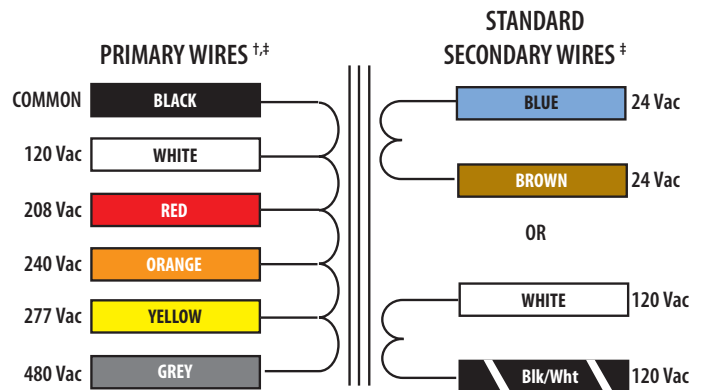 PRIMARY WIRES †,‡
COMMON BLACK
120 Vac WHITE
208 Vac RED
240 Vac ORANGE
277 Vac YELLOW
480 Vac GREY
STANDARD
SECONDARY WIRES ‡
BLUE 24 Vac
BROWN 24 Vac
OR
WHITE 120 Vac
Blk/Wht 120 Vac